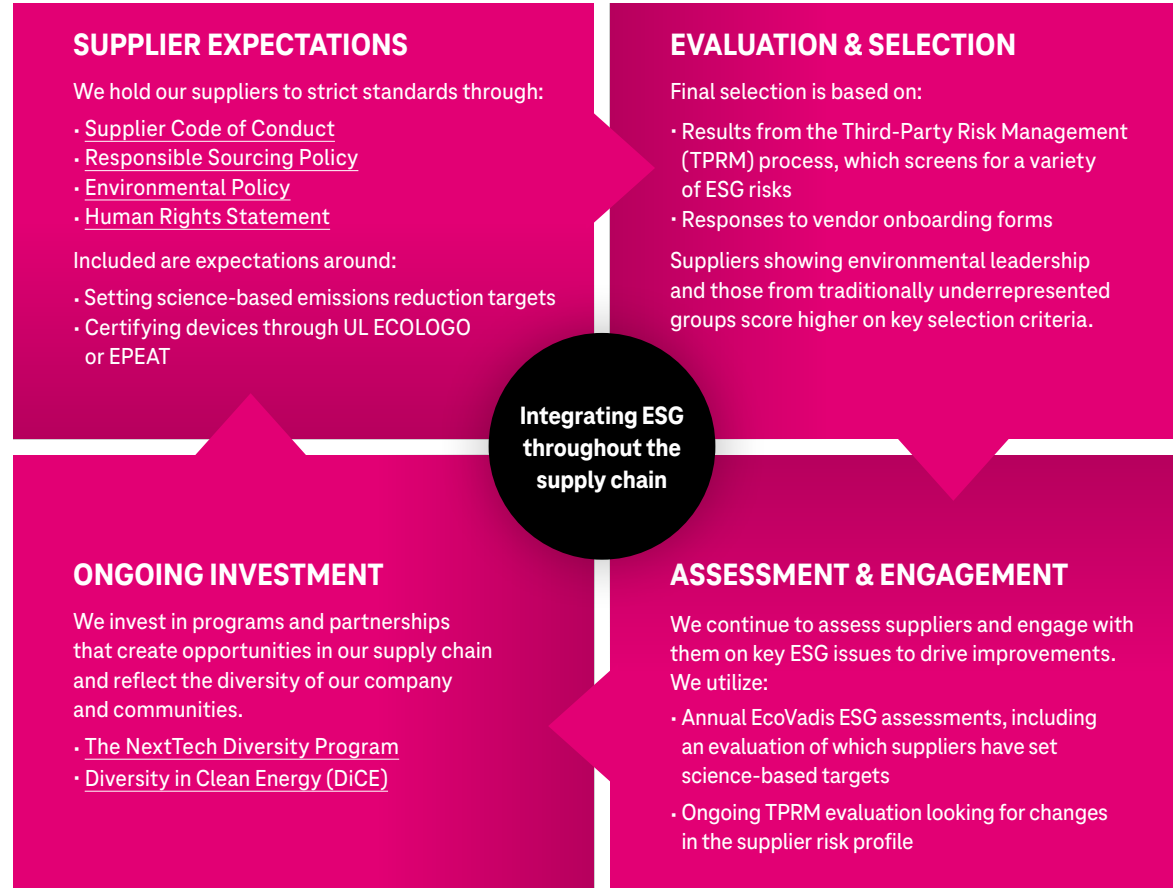 SUPPLIER EXPECTATIONS
We hold our suppliers to strict standards through:
· Supplier Code of Conduct
· Responsible Sourcing Policy
· Environmental Policy
· Human Rights Statement
Included are expectations around:
· Setting science-based emissions reduction targets
· Certifying devices through UL ECOLOGO
or EPEAT
EVALUATION & SELECTION
Final selection is based on:
· Results from the Third-Party Risk Management
(TPRM) process, which screens for a variety
of ESG risks
· Responses to vendor onboarding forms
Suppliers showing environmental leadership
and those from traditionally underrepresented
groups score higher on key selection criteria.
Integrating ESG
throughout the
supply chain
ONGOING INVESTMENT
We invest in programs and partnerships
that create opportunities in our supply chain
and reflect the diversity of our company
and communities.
· The NextTech Diversity Program
· Diversity in Clean Energy (DiCE)
ASSESSMENT & ENGAGEMENT
We continue to assess suppliers and engage with
them on key ESG issues to drive improvements.
We utilize:
· Annual EcoVadis ESG assessments, including
an evaluation of which suppliers have set
science-based targets
· Ongoing TPRM evaluation looking for changes
in the supplier risk profile